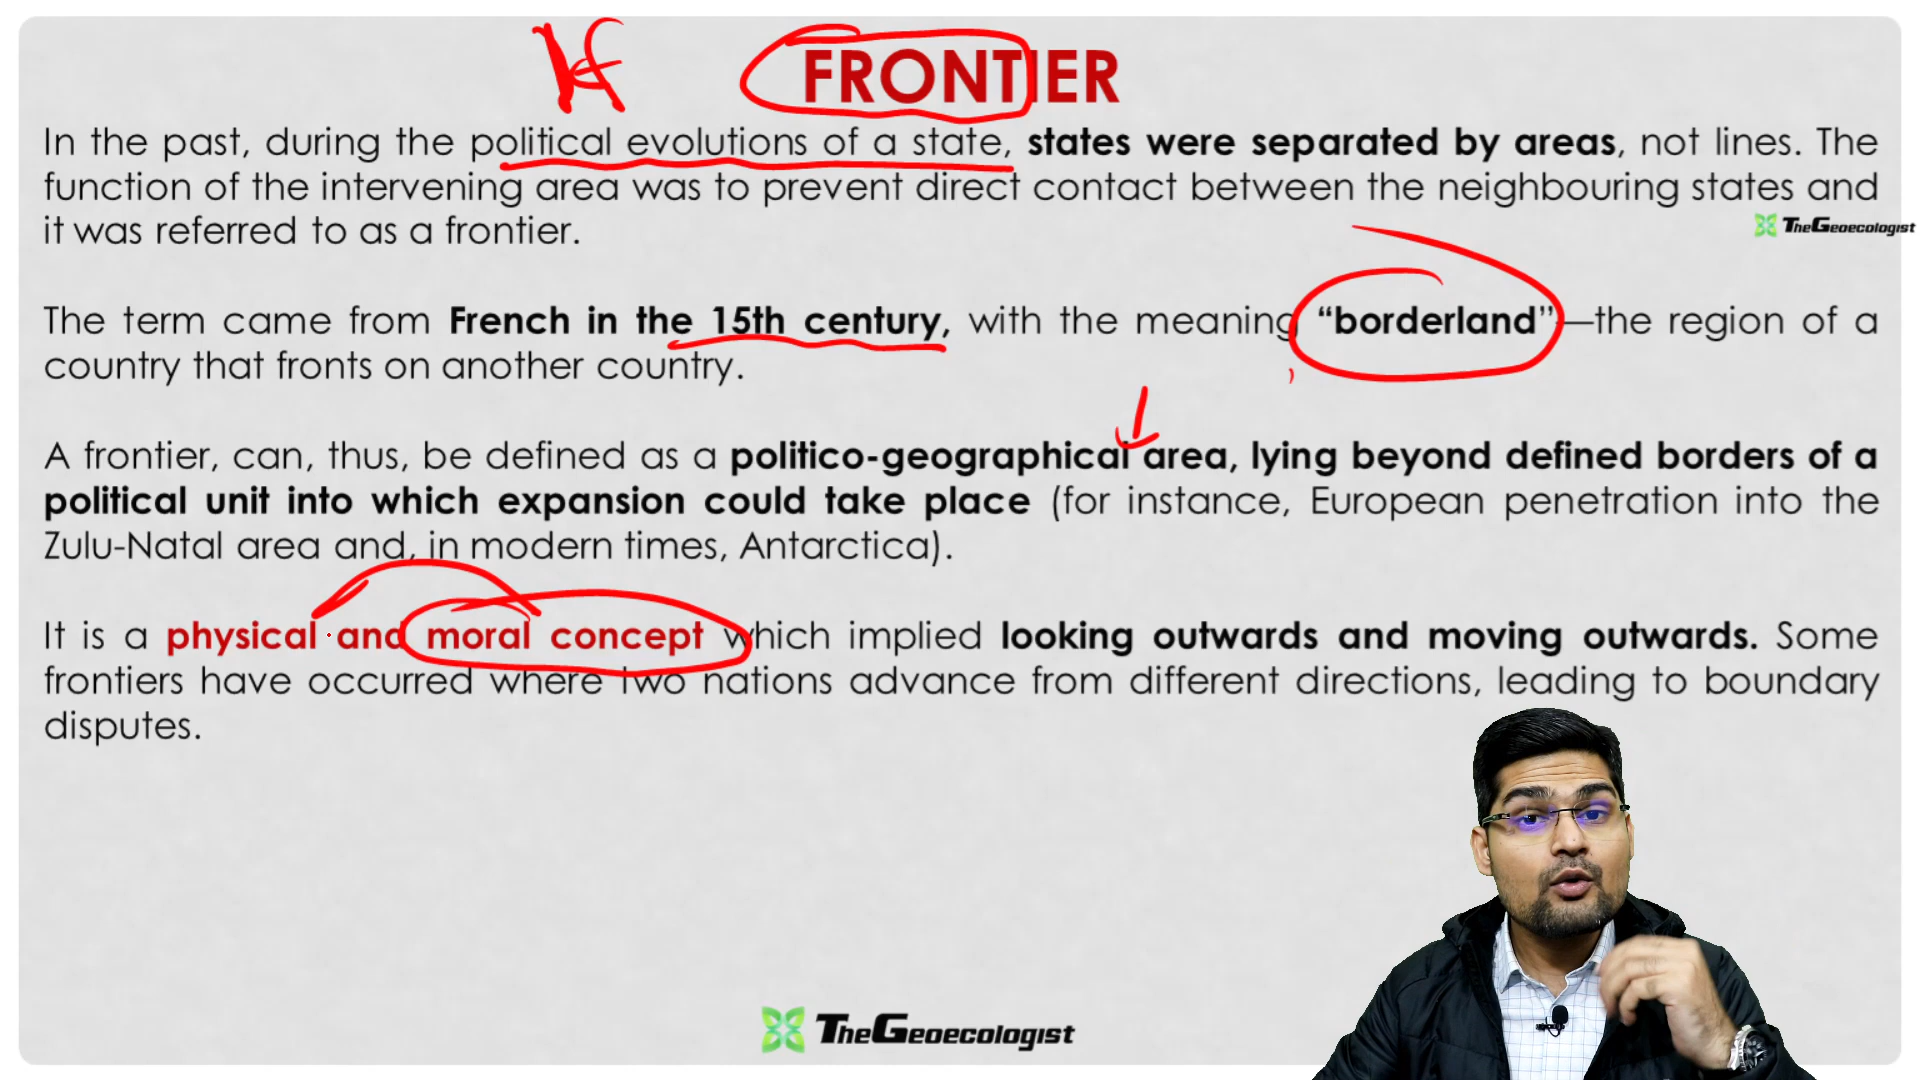 FRONTIER
In the past, during the political evolutions of a state, states were separated by areas, not lines. The
function of the intervening area was to prevent direct contact between the neighbouring states and
it was referred to as a frontier.
TheGeoecologist
The term came from French in the 15th century, with the meaning “borderland”—the region of a
country that fronts on another country.
A frontier, can, thus, be defined as a politico-geographical area, lying beyond defined borders of a
political unit into which expansion could take place (for instance, European penetration into the
Zulu-Natal area and, in modern times, Antarctica).
It is a physical and moral concept which implied looking outwards and moving outwards. Some
frontiers have occurred where two nations advance from different directions, leading to boundary
disputes.
TheGeoecologist